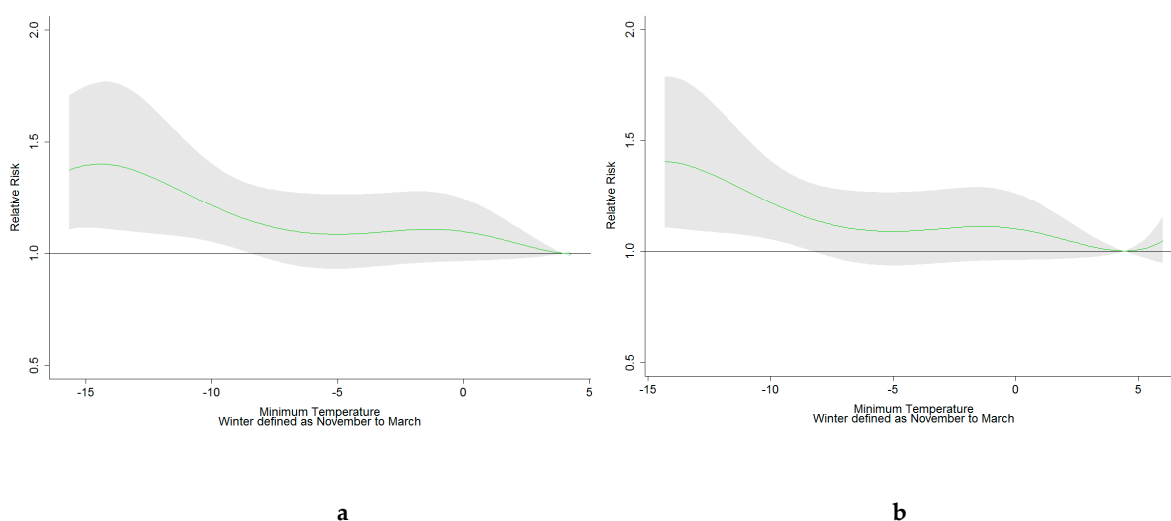 2.0
1.5
1.0
0.5
Relative Risk
-15 -10 -5 0 5
Minimum Temperature
Winter defined as November to March
a
2.0
1.5
1.0
0.5
Relative Risk
-15 -10 -5 0 5
Minimum Temperature
Winter defined as November to March
b